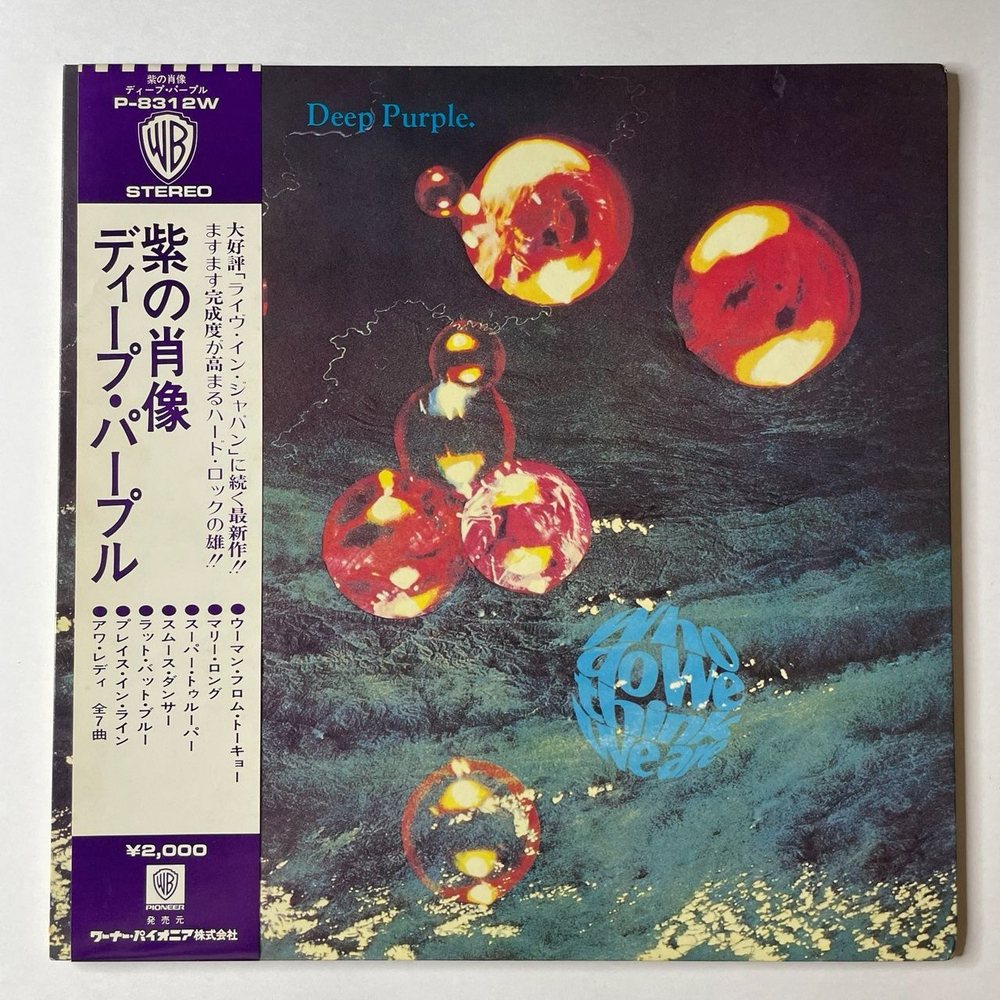 紫の肖像
ディープ・パープル
P-8312W
WB
STEREO
大好評「ライヴ・イン・ジャパン」に続く最新作!!
ますます完成度が高まるハード・ロックの雄!!
紫の肖像
ディープ・パープル
●ウーマン・フロム・トーキョー
●マリー・ロング
●スーパー・トゥルーパー
●スムース・ダンサー
●ラット・バット・ブルー
●プレイス・イン・ライン
●アワ・レディ 全7曲
¥2,000
WB
PIONEER
発売元
ワーナー・パイオニア株式会社
Deep Purple.
Who
do we
think
we are